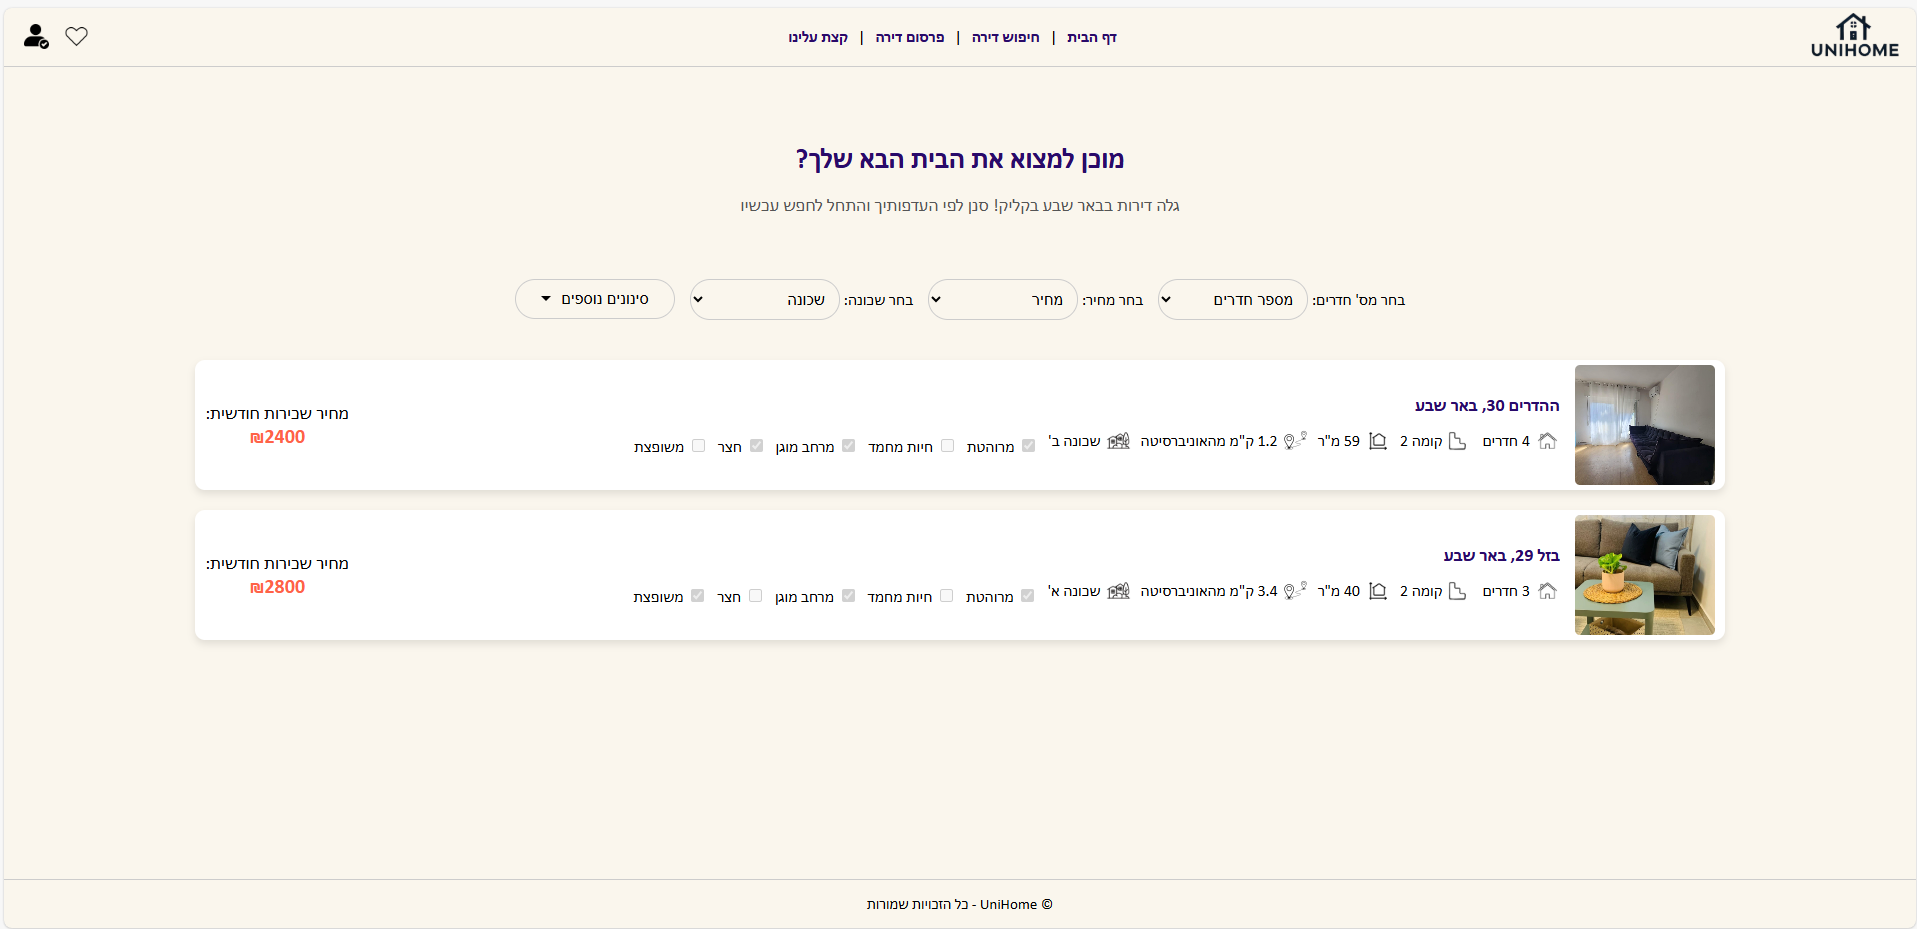 UNIHOME
דף הבית | חיפוש דירה | פרסום דירה | קצת עלינו
מוכן למצוא את הבית הבא שלך?
גלה דירות בבאר שבע בקליק! סנן לפי העדפותיך והתחל לחפש עכשיו
בחר מס' חדרים: מספר חדרים בחר מחיר: מחיר בחר שכונה: שכונה סינונים נוספים
ההדרים 30, באר שבע
4 חדרים קומה 2 59 מ"ר 1.2 ק"מ מהאוניברסיטה שכונה ב' מרוהטת חיות מחמד מרחב מוגן חצר משופצת
מחיר שכירות חודשית:
₪2400
בזל 29, באר שבע
3 חדרים קומה 2 40 מ"ר 3.4 ק"מ מהאוניברסיטה שכונה א' מרוהטת חיות מחמד מרחב מוגן חצר משופצת
מחיר שכירות חודשית:
₪2800
© UniHome - כל הזכויות שמורות